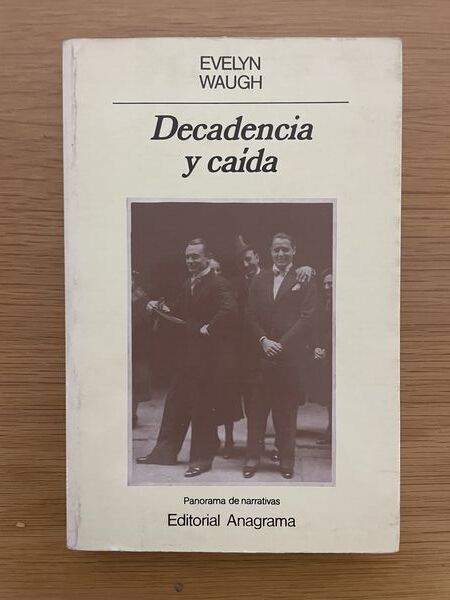 EVELYN
WAUGH
Decadencia
y caída
Panorama de narrativas
Editorial Anagrama